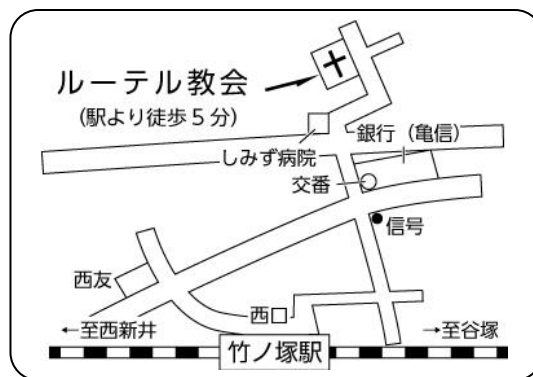 ルーテル教会
(駅より徒歩5分)
銀行（亀信）
しみず病院
交番
信号
西友
西口
←至西新井
→至谷塚
竹ノ塚駅